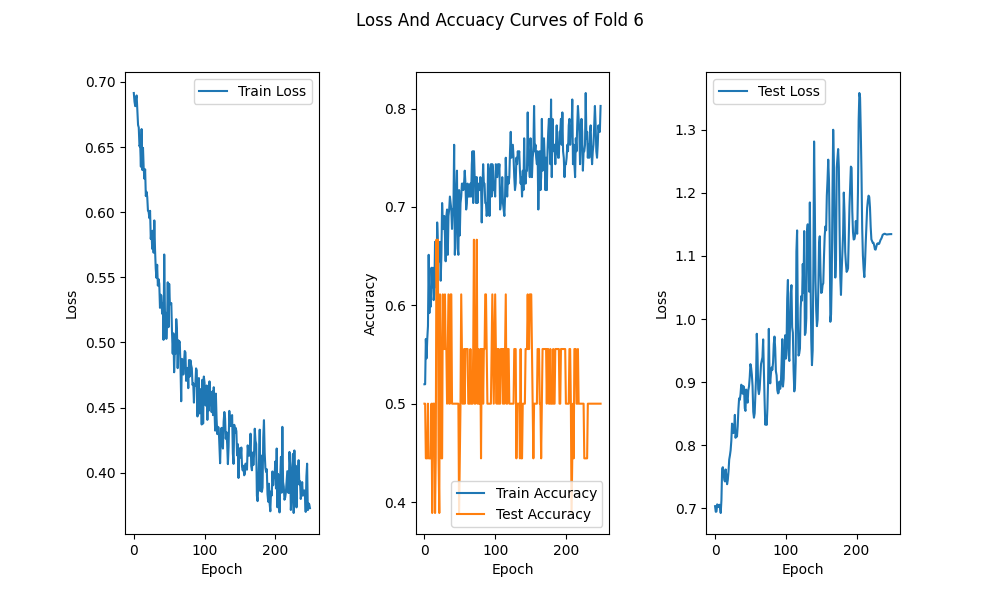 Loss And Accuacy Curves of Fold 6
0.70
0.65
0.60
0.55
0.50
0.45
0.40
Loss
Train Loss
0
100
200
Epoch
0.8
0.7
0.6
0.5
0.4
Accuracy
Train Accuracy
Test Accuracy
0
100
200
Epoch
1.3
1.2
1.1
1.0
0.9
0.8
0.7
Loss
Test Loss
0
100
200
Epoch